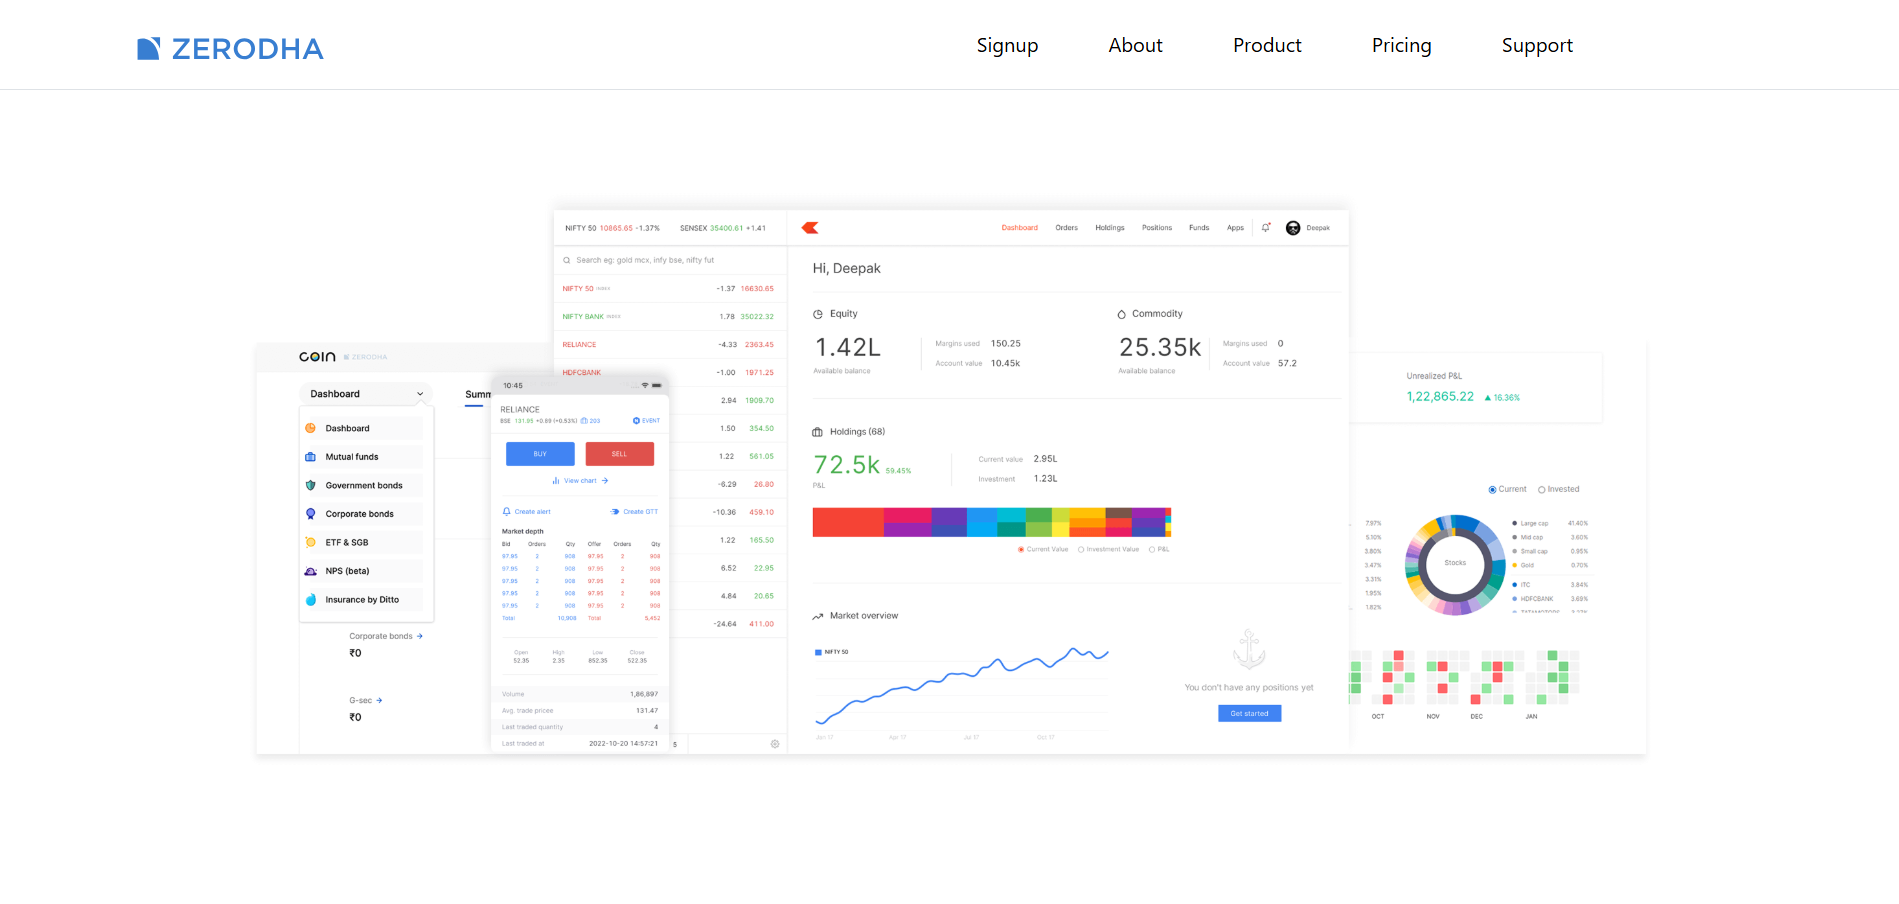 ZERODHA
Signup About Product Pricing Support
NIFTY 50 10865.65 -1.37% SENSEX 35400.61 +1.41
Dashboard Orders Holdings Positions Funds Apps Deepak
Search eg: gold mcx, infy bse, nifty fut
NIFTY 50 INDEX -1.37 16630.65
NIFTY BANK INDEX 1.78 35022.32
RELIANCE -4.33 2363.45
HDFCBANK -1.00 1971.25
2.94 1909.70
1.50 354.50
1.22 561.05
-6.29 26.80
-10.36 459.10
1.22 165.50
6.52 22.95
4.84 20.65
-24.64 411.00
5
Hi, Deepak
Equity
1.42L
Available balance
Margins used 150.25
Account value 10.45k
Commodity
25.35k
Available balance
Margins used 0
Account value 57.2
Holdings (68)
72.5k 59.45%
P&L
Current value 2.95L
Investment 1.23L
Current Value Investment Value P&L
Market overview
NIFTY 50
Jan 17 Apr 17 Jul 17 Oct 17
You don't have any positions yet
Get started
coin ZERODHA
Dashboard
Summ
Dashboard
Mutual funds
Government bonds
Corporate bonds
ETF & SGB
NPS (beta)
Insurance by Ditto
Corporate bonds →
₹0
G-sec →
₹0
10:45
RELIANCE
BSE 131.95 +0.69 (+0.53%) 203 EVENT
BUY SELL
View chart →
Create alert Create GTT
Market depth
Bid Orders Qty Offer Orders Qty
97.95 2 908 97.95 2 908
97.95 2 908 97.95 2 908
97.95 2 908 97.95 2 908
97.95 2 908 97.95 2 908
97.95 2 908 97.95 2 908
Total 10,908 Total 5,452
Open High Low Close
52.35 2.35 852.35 522.35
Volume 1,86,897
Avg. trade pricee 131.47
Last traded quantity 4
Last traded at 2022-10-20 14:57:21
Unrealized P&L
1,22,865.22 ▲ 16.36%
Current Invested
7.97%
5.10%
3.80%
3.47%
3.31%
1.95%
1.82%
Stocks
Large cap 41.40%
Mid cap 3.60%
Small cap 0.95%
Gold 0.70%
ITC 3.84%
HDFCBANK 3.69%
OCT NOV DEC JAN